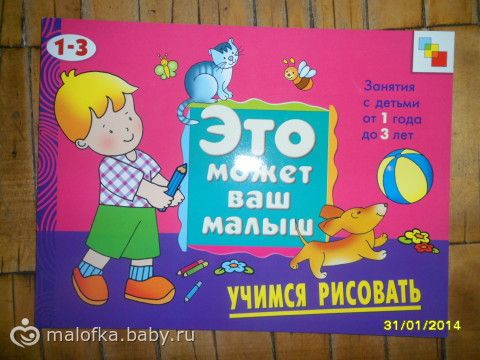 1-3
Занятия
с детьми
от 1 года
до 3 лет
Это
может
ваш
малыш
УЧИМСЯ РИСОВАТЬ
malofka.baby.ru
31/01/2014